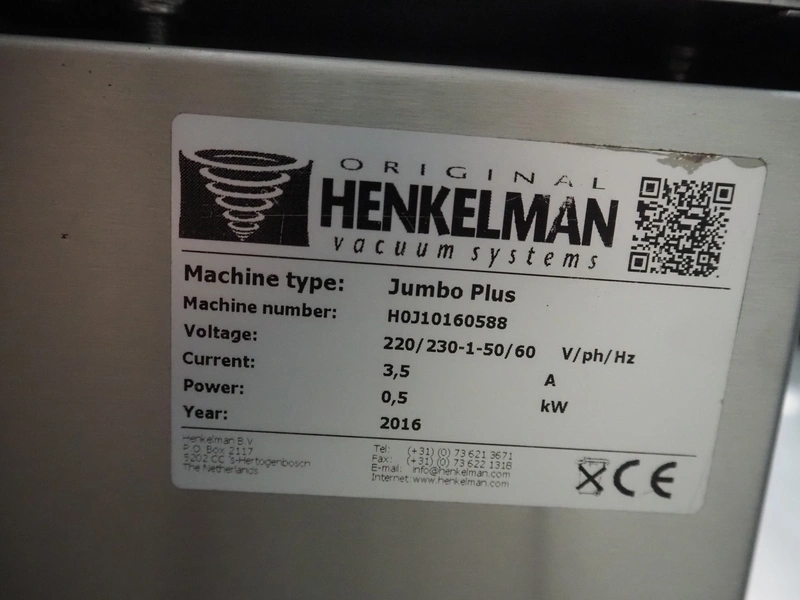 ORIGINAL
HENKELMAN
vacuum systems
Machine type: Jumbo Plus
Machine number: H0J10160588
Voltage: 220/230-1-50/60 V/ph/Hz
Current: 3,5 A
Power: 0,5 kW
Year: 2016
Henkelman B.V
P.O. Box 2117
5202 CC 's-Hertogenbosch
The Netherlands
Tel: (+31) (0) 73 621 3671
Fax: (+31) (0) 73 622 1318
E-mail: info@henkelman.com
Internet: www.henkelman.com
CE